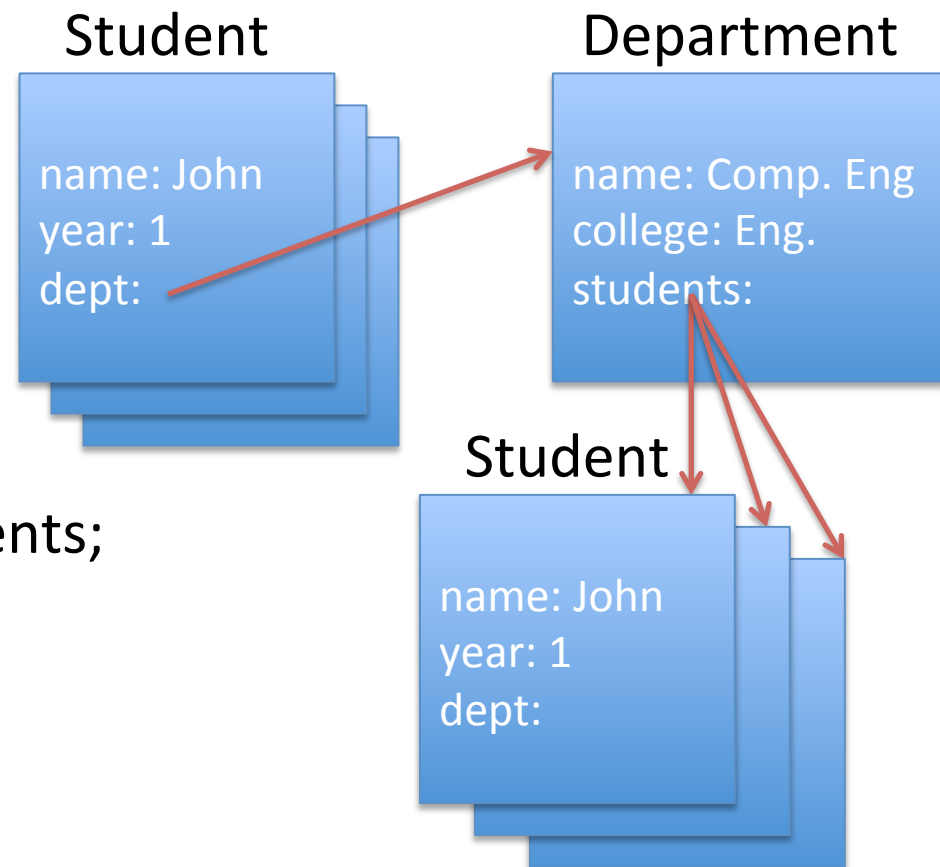 Student
name: John
year: 1
dept:
Department
name: Comp. Eng
college: Eng.
students:
ents;
Student
name: John
year: 1
dept: